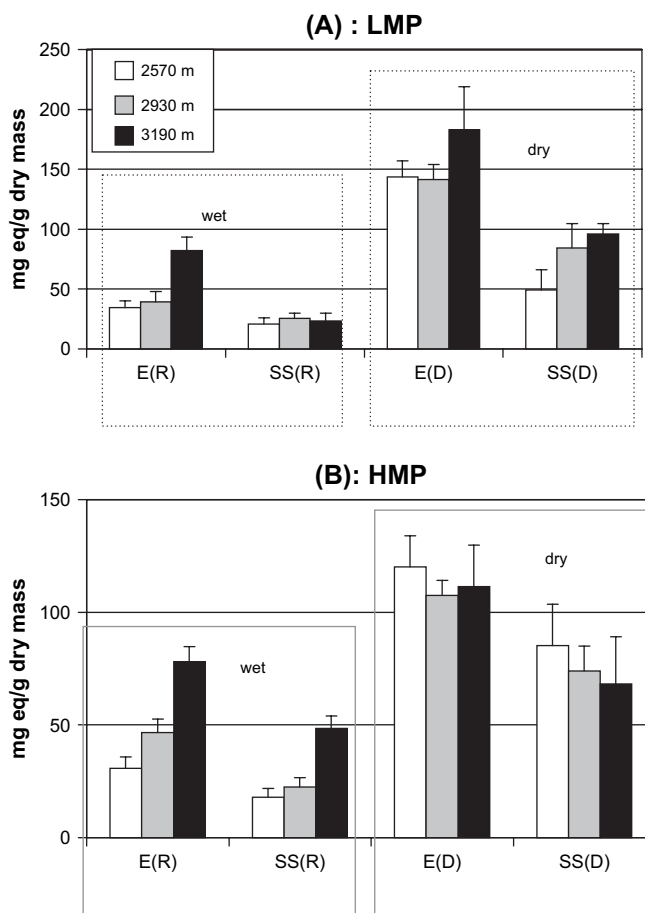 (A) : LMP
mg eq/g dry mass
250
200
150
100
50
0
2570 m
2930 m
3190 m
wet
dry
E(R) SS(R) E(D) SS(D)
(B): HMP
mg eq/g dry mass
150
100
50
0
wet
dry
E(R) SS(R) E(D) SS(D)